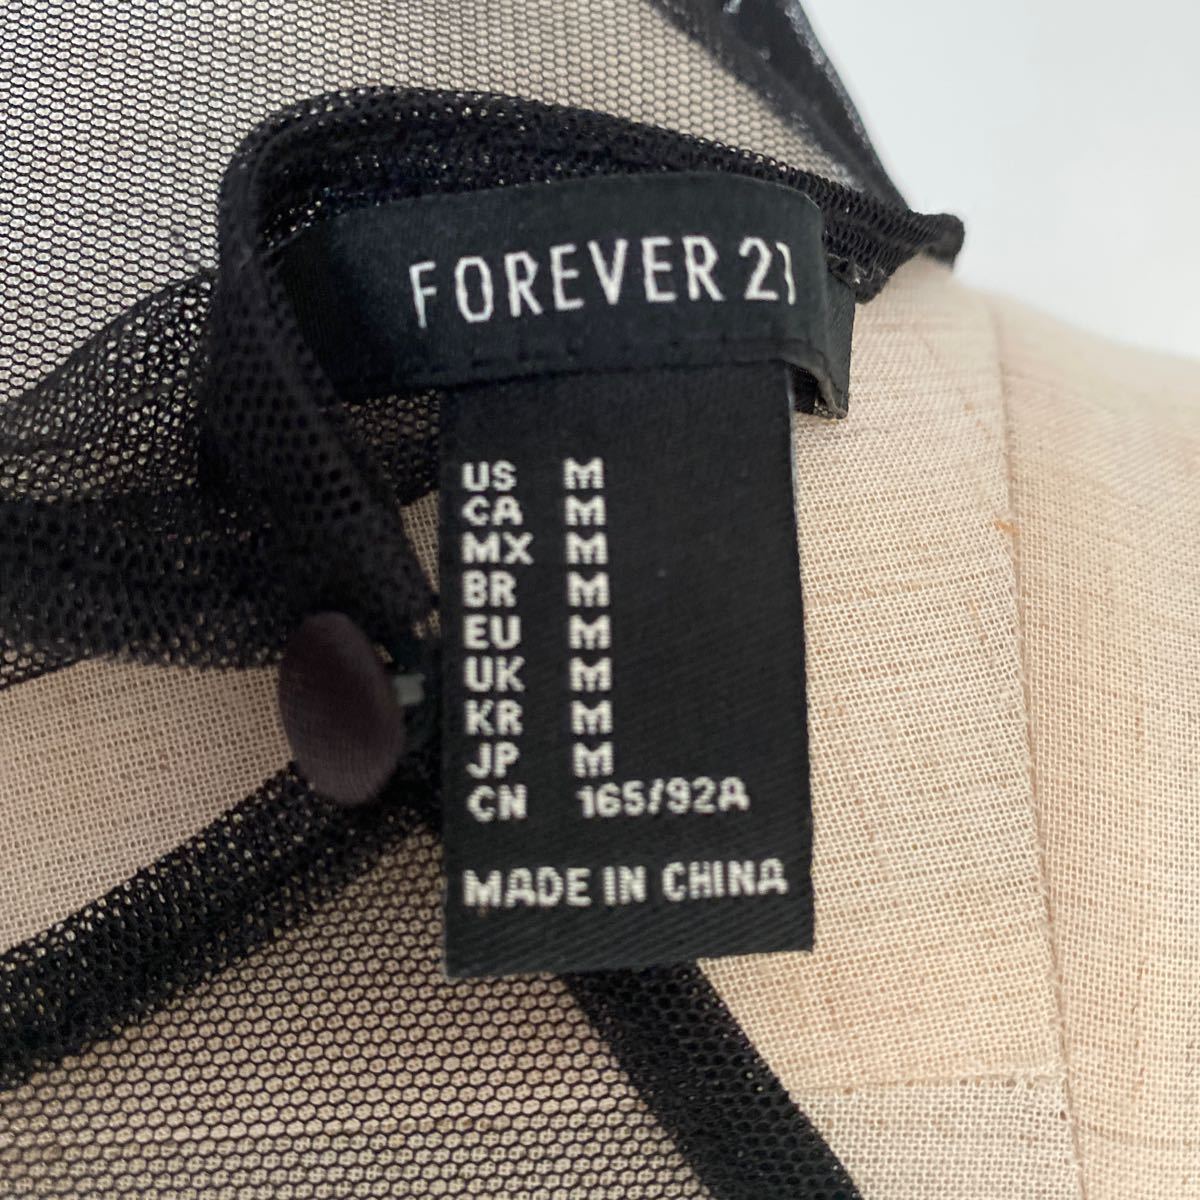 FOREVER 21
US M
CA M
MX M
BR M
EU M
UK M
KR M
JP M
CN 165/92A
MADE IN CHINA